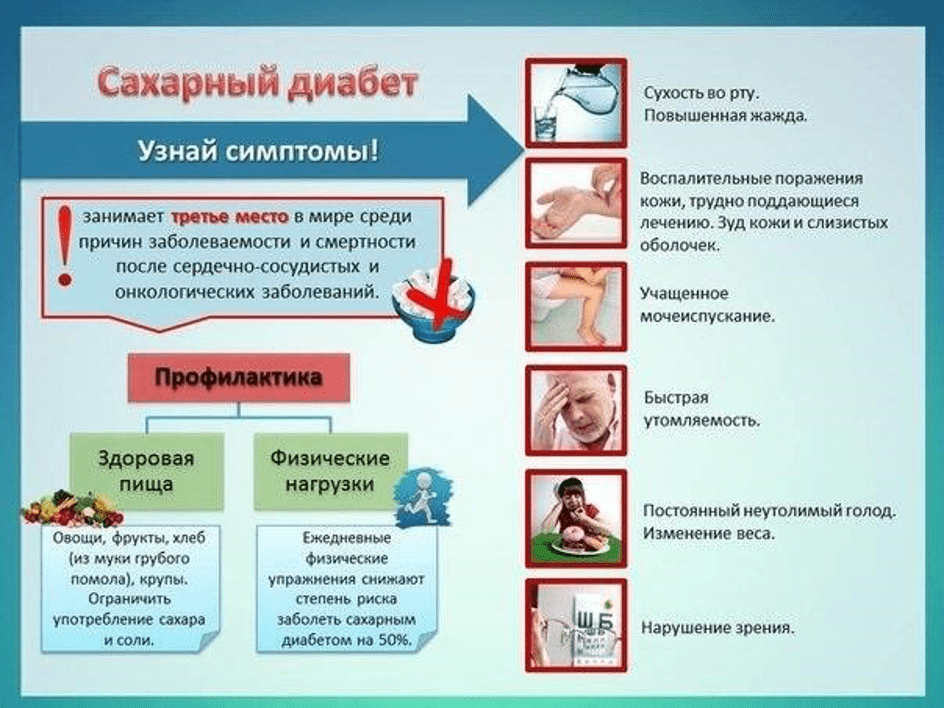 Сахарный диабет
Узнай симптомы!
занимает третье место в мире среди
причин заболеваемости и смертности
после сердечно-сосудистых и
онкологических заболеваний.
Профилактика
Здоровая
пища
Овощи, фрукты, хлеб
(из муки грубого
помола), крупы.
Ограничить
употребление сахара
и соли.
Физические
нагрузки
Ежедневные
физические
упражнения снижают
степень риска
заболеть сахарным
диабетом на 50%.
Сухость во рту.
Повышенная жажда.
Воспалительные поражения
кожи, трудно поддающиеся
лечению. Зуд кожи и слизистых
оболочек.
Учащенное
мочеиспускание.
Быстрая
утомляемость.
Постоянный неутолимый голод.
Изменение веса.
Ш Б
Нарушение зрения.